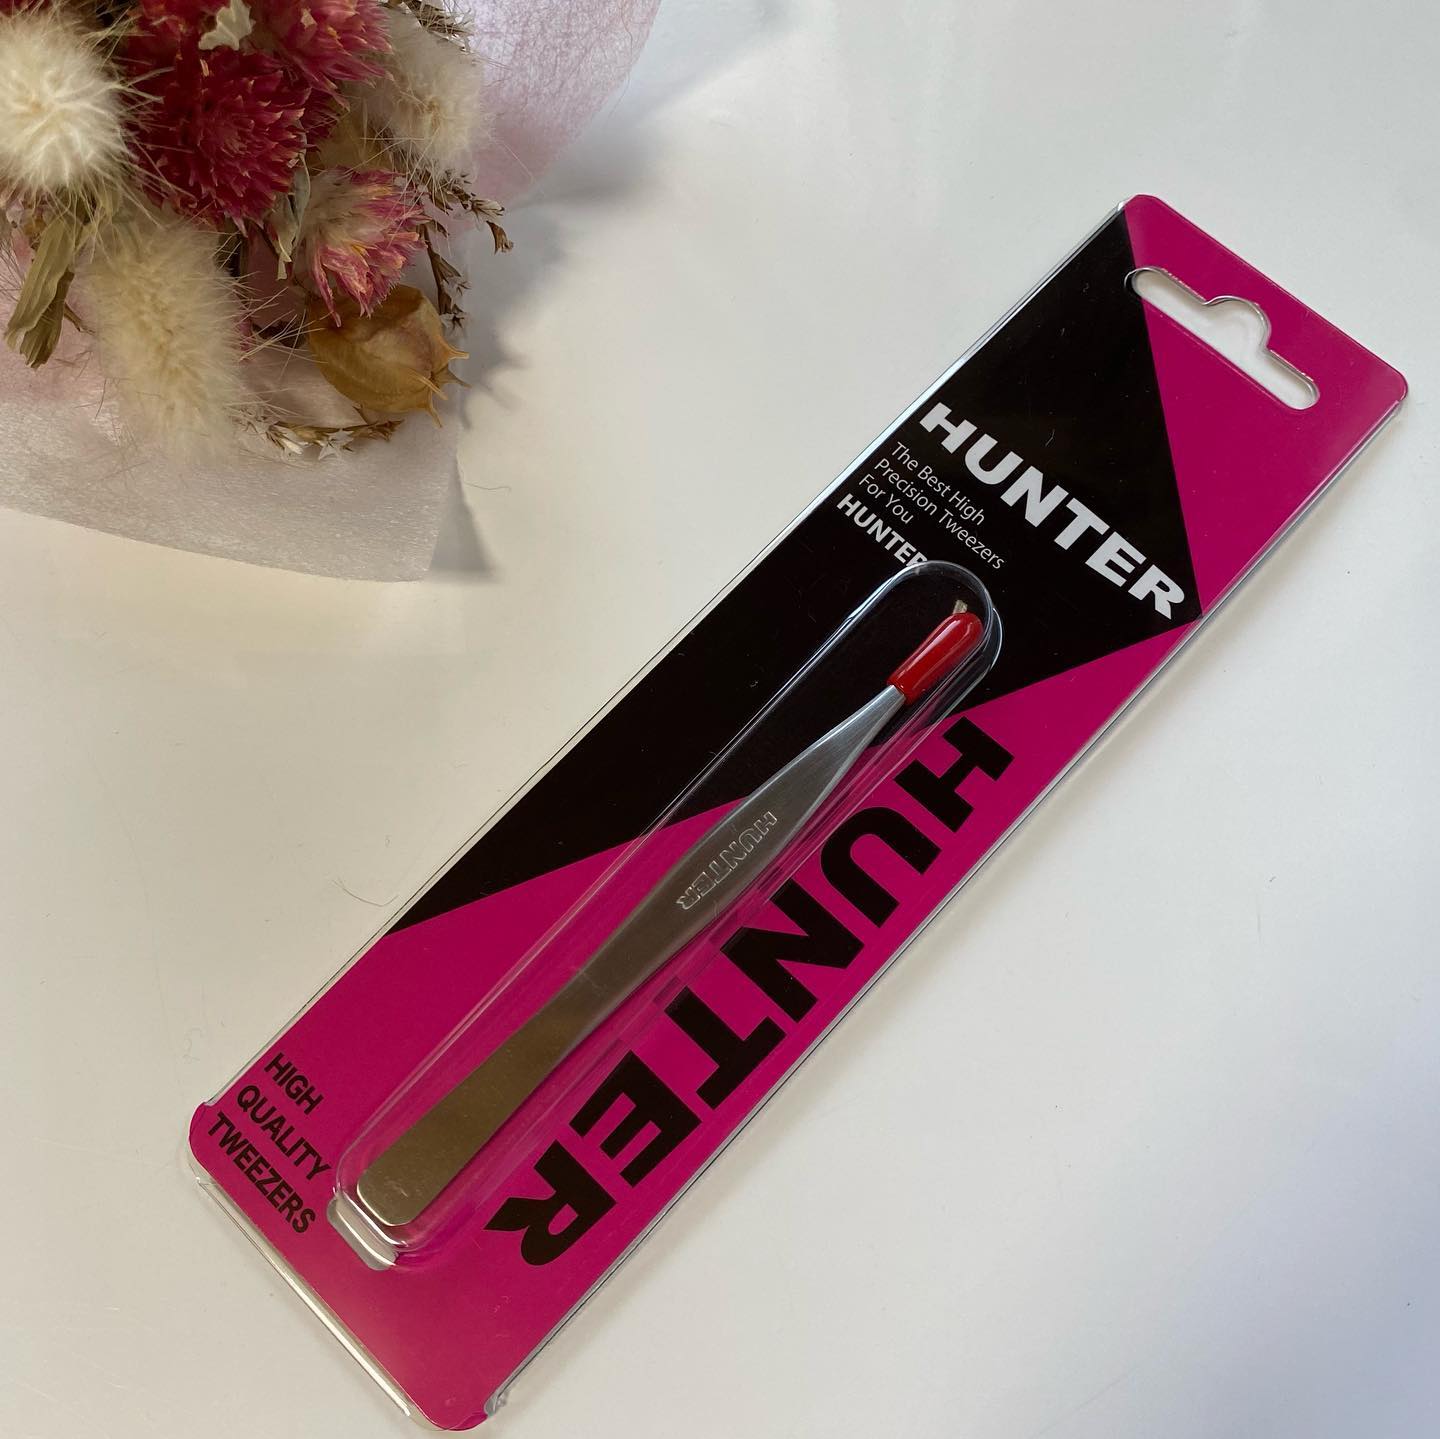 HUNTER
The Best High
Precision Tweezers
For You
HUNTER
HUNTER
HUNTER
HIGH
QUALITY
TWEEZERS